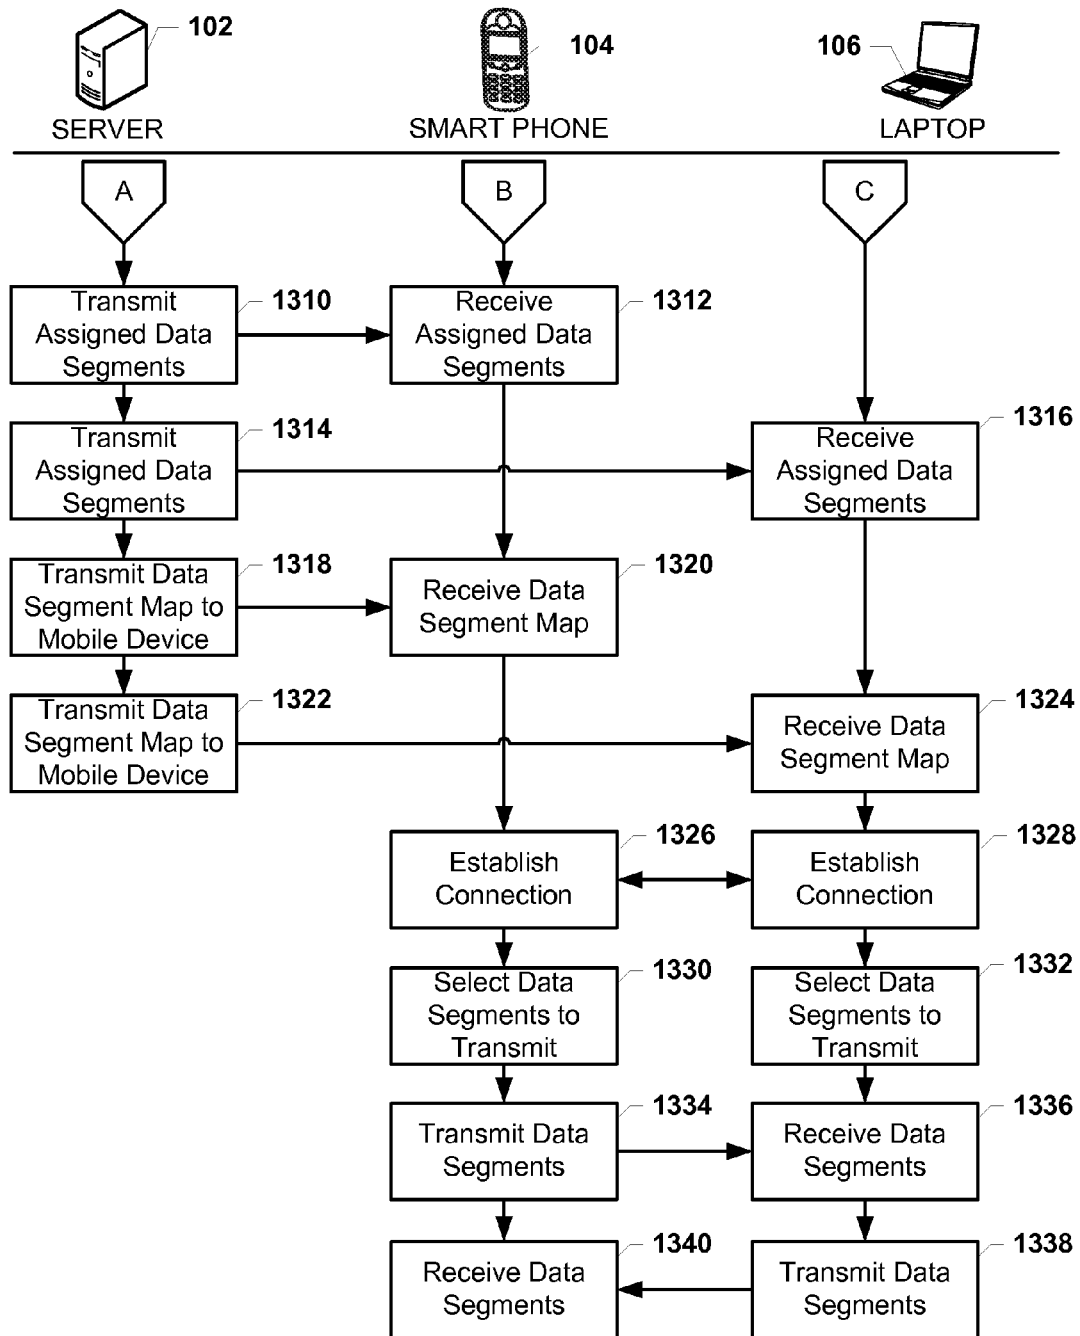 102
104
106
SERVER
SMART PHONE
LAPTOP
A
B
C
Transmit
Assigned Data
Segments
1310
Receive
Assigned Data
Segments
1312
Transmit
Assigned Data
Segments
1314
Receive
Assigned Data
Segments
1316
Transmit Data
Segment Map to
Mobile Device
1318
Receive Data
Segment Map
1320
Transmit Data
Segment Map to
Mobile Device
1322
Receive Data
Segment Map
1324
Establish
Connection
1326
Establish
Connection
1328
Select Data
Segments to
Transmit
1330
Select Data
Segments to
Transmit
1332
Transmit Data
Segments
1334
Receive Data
Segments
1336
Receive Data
Segments
1340
Transmit Data
Segments
1338